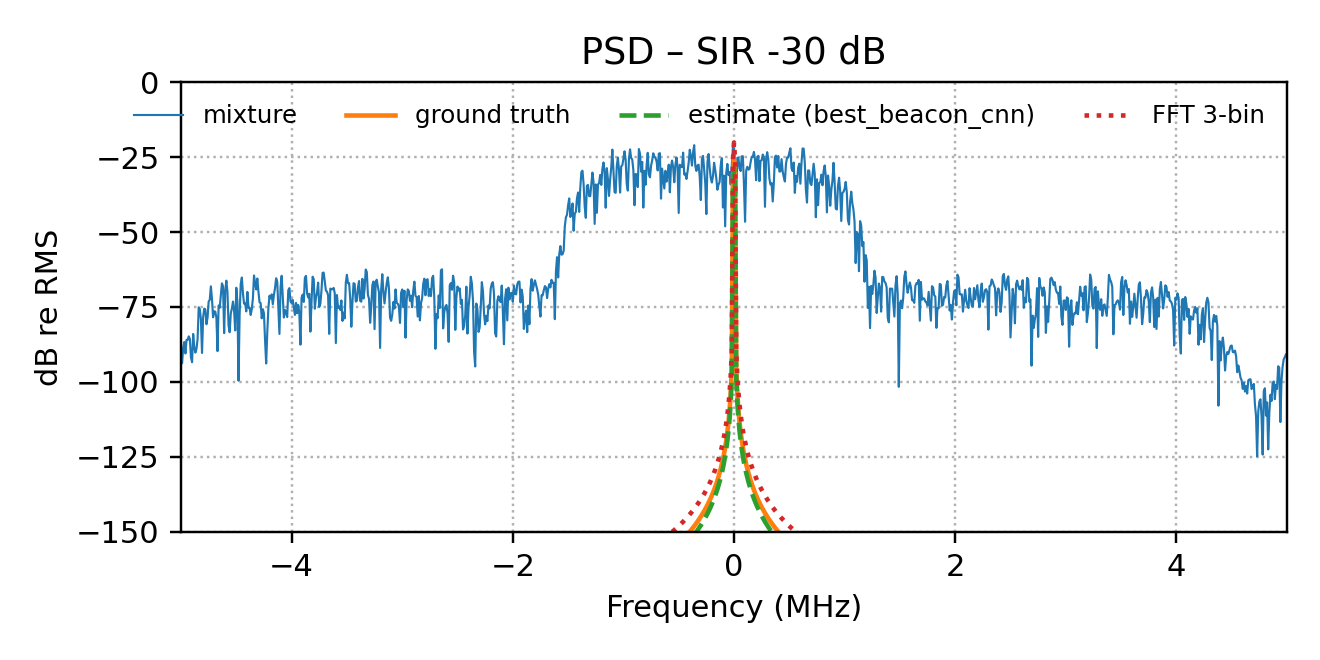 PSD – SIR -30 dB
mixture ground truth estimate (best_beacon_cnn) FFT 3-bin
dB re RMS
0
−25
−50
−75
−100
−125
−150
−4 −2 0 2 4
Frequency (MHz)